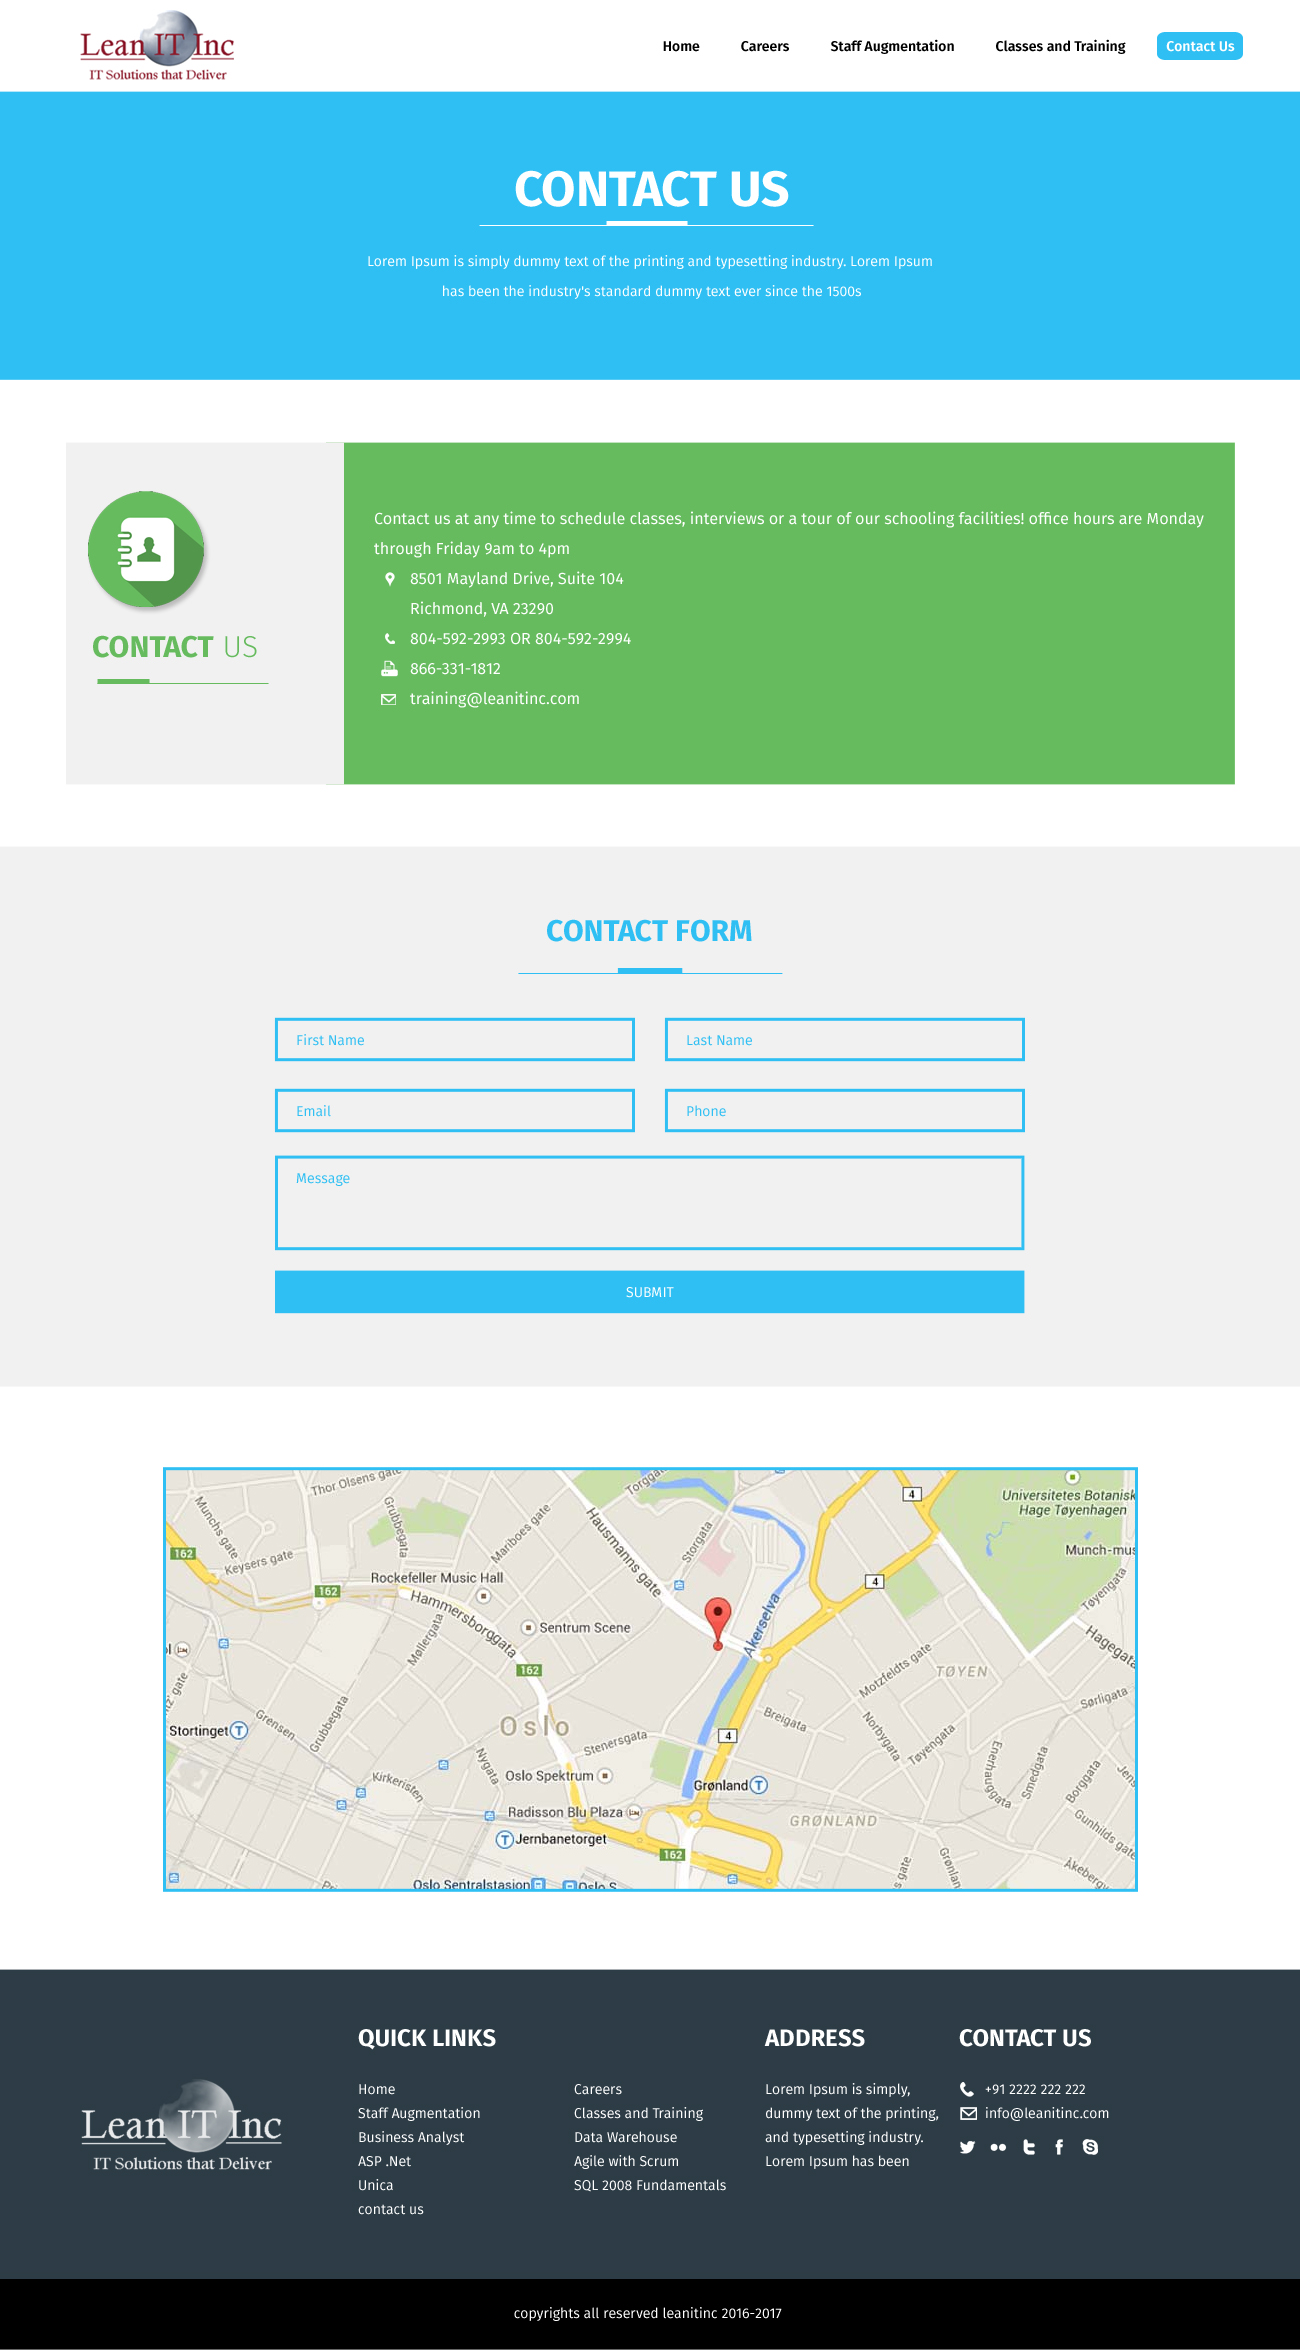 Lean IT Inc
IT Solutions that Deliver
Home Careers Staff Augmentation Classes and Training Contact Us
CONTACT US
Lorem Ipsum is simply dummy text of the printing and typesetting industry. Lorem Ipsum
has been the industry's standard dummy text ever since the 1500s
Contact us at any time to schedule classes, interviews or a tour of our schooling facilities! office hours are Monday
through Friday 9am to 4pm
8501 Mayland Drive, Suite 104
Richmond, VA 23290
804-592-2993 OR 804-592-2994
866-331-1812
training@leanitinc.com
CONTACT US
CONTACT FORM
First Name Last Name
Email Phone
Message
SUBMIT
Thor Olsens gate
Torggata
4
Universitetes Botanisk
Hage Tøyenhagen
Munchs gate
Grubbegata
Mariboes gate
Hausmanns gate
Storgata
Munch-mus
162
Keysers gate
Rockefeller Music Hall
4
162
Hammersborggata
Tøyengata
Akerselva
Sentrum Scene
Møllergata
Hagegata
162
Motzfeldts gate
TØYEN
Sørligata
Stortinget T
Grensen
Grubbegata
Oslo
Stenersgata
4
Breigata
Norbygata
Tøyengata
Enerhauggata
Smedgata
Borggata
Jens
Nygata
Kirkeristen
Oslo Spektrum
Grønland T
Radisson Blu Plaza
GRØNLAND
Gunhilds gate
T Jernbanetorget
162
Grønlan
Åkeberg
Oslo Sentralstasjon
Oslo S
QUICK LINKS
Home
Staff Augmentation
Business Analyst
ASP .Net
Unica
contact us
Careers
Classes and Training
Data Warehouse
Agile with Scrum
SQL 2008 Fundamentals
ADDRESS
Lorem Ipsum is simply,
dummy text of the printing,
and typesetting industry.
Lorem Ipsum has been
CONTACT US
+91 2222 222 222
info@leanitinc.com
Lean IT Inc
IT Solutions that Deliver
copyrights all reserved leanitinc 2016-2017